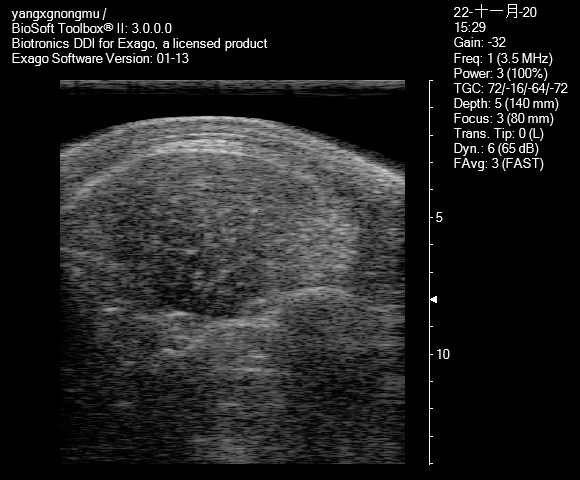 yangxgnongmu /
BioSoft Toolbox® II: 3.0.0.0
Biotronics DDI for Exago, a licensed product
Exago Software Version: 01-13
22-十一月-20
15:29
Gain: -32
Freq: 1 (3.5 MHz)
Power: 3 (100%)
TGC: 72/-16/-64/-72
Depth: 5 (140 mm)
Focus: 3 (80 mm)
Trans. Tip: 0 (L)
Dyn.: 6 (65 dB)
FAvg: 3 (FAST)
5
10